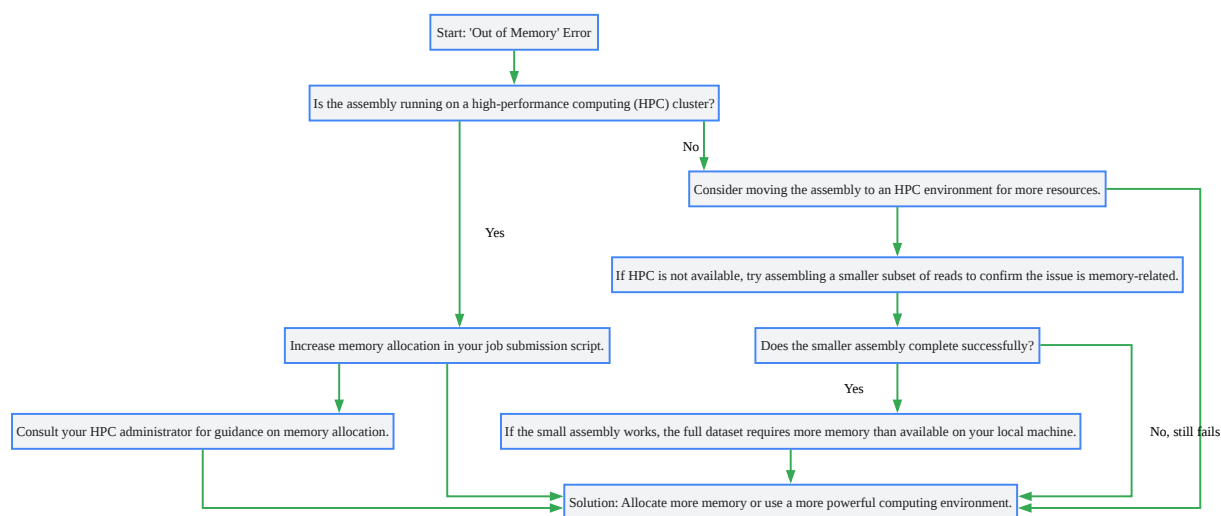 Start: 'Out of Memory' Error
Is the assembly running on a high-performance computing (HPC) cluster?
No
Consider moving the assembly to an HPC environment for more resources.
Yes
If HPC is not available, try assembling a smaller subset of reads to confirm the issue is memory-related.
Increase memory allocation in your job submission script.
Does the smaller assembly complete successfully?
Yes
Consult your HPC administrator for guidance on memory allocation.
If the small assembly works, the full dataset requires more memory than available on your local machine.
No, still fails
Solution: Allocate more memory or use a more powerful computing environment.